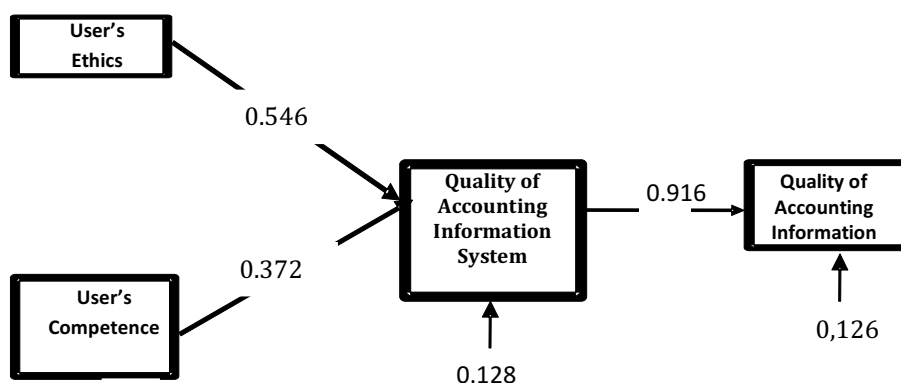 User's
Ethics
0.546
Quality of
Accounting
Information
System
0.916
Quality of
Accounting
Information
0.372
User's
Competence
0.128
0,126